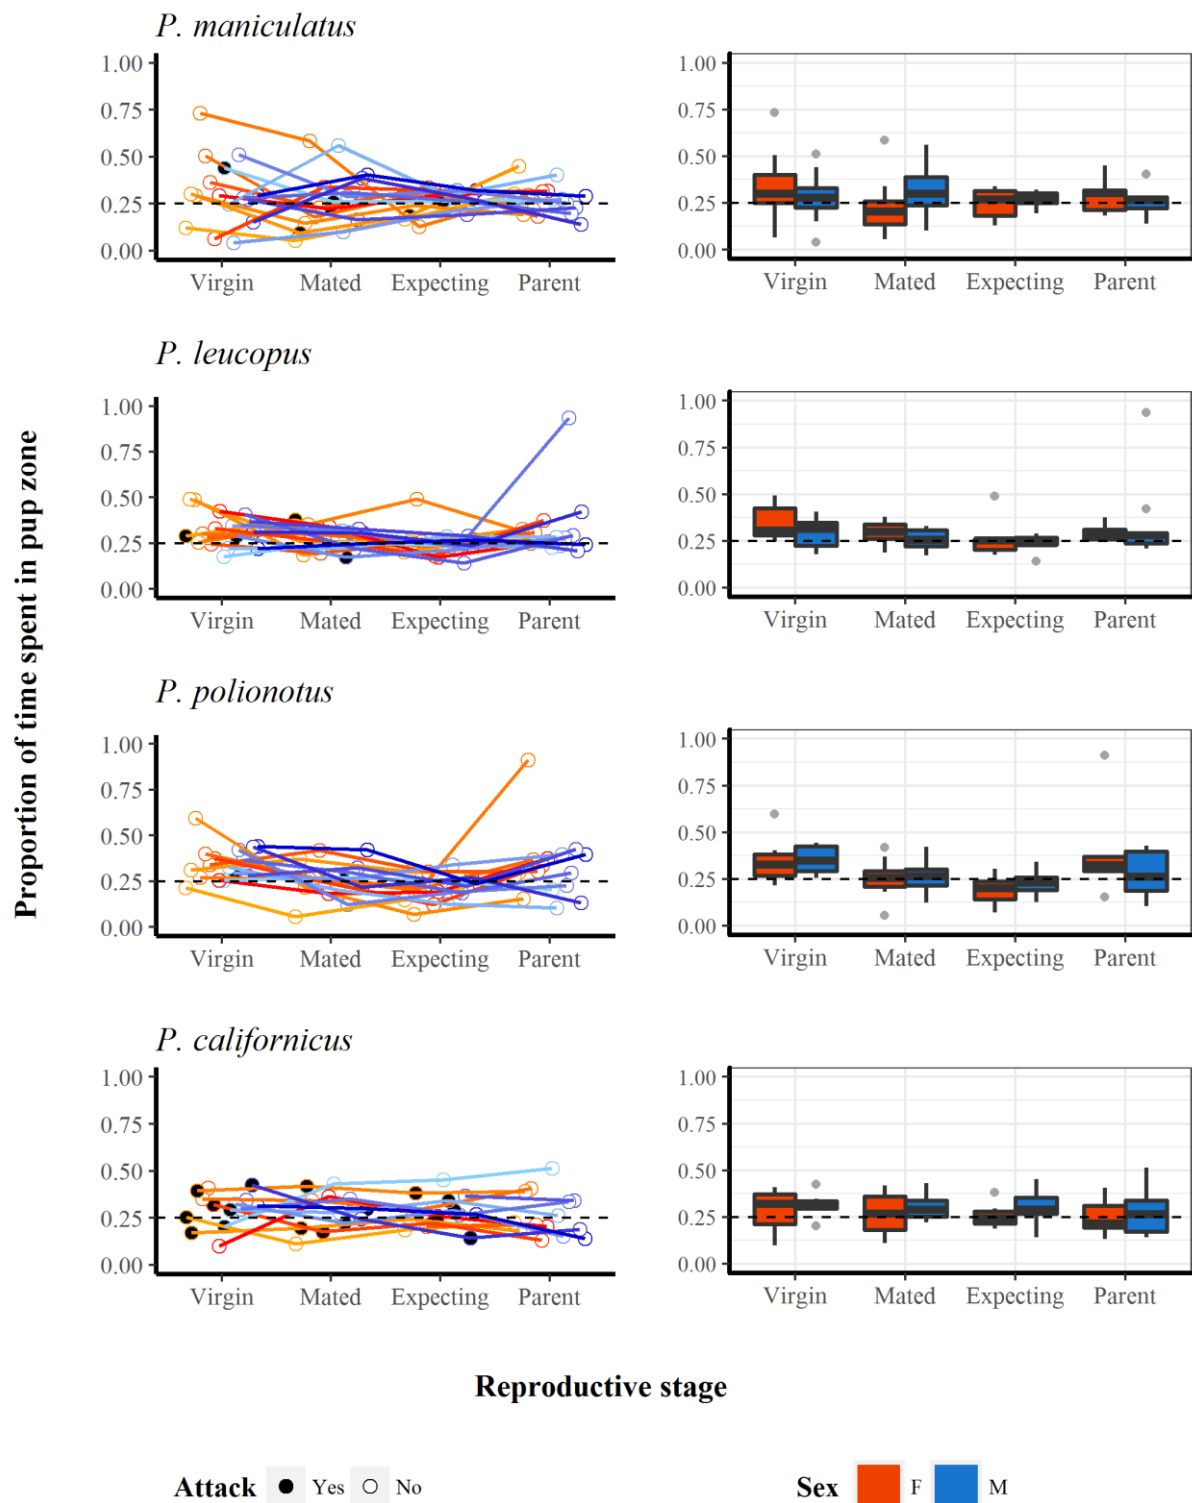 P. maniculatus
1.00
0.75
0.50
0.25
0.00
Virgin Mated Expecting Parent
1.00
0.75
0.50
0.25
0.00
Virgin Mated Expecting Parent
P. leucopus
1.00
0.75
0.50
0.25
0.00
Virgin Mated Expecting Parent
1.00
0.75
0.50
0.25
0.00
Virgin Mated Expecting Parent
Proportion of time spent in pup zone
P. polionotus
1.00
0.75
0.50
0.25
0.00
Virgin Mated Expecting Parent
1.00
0.75
0.50
0.25
0.00
Virgin Mated Expecting Parent
P. californicus
1.00
0.75
0.50
0.25
0.00
Virgin Mated Expecting Parent
1.00
0.75
0.50
0.25
0.00
Virgin Mated Expecting Parent
Reproductive stage
Attack Yes No
Sex F M